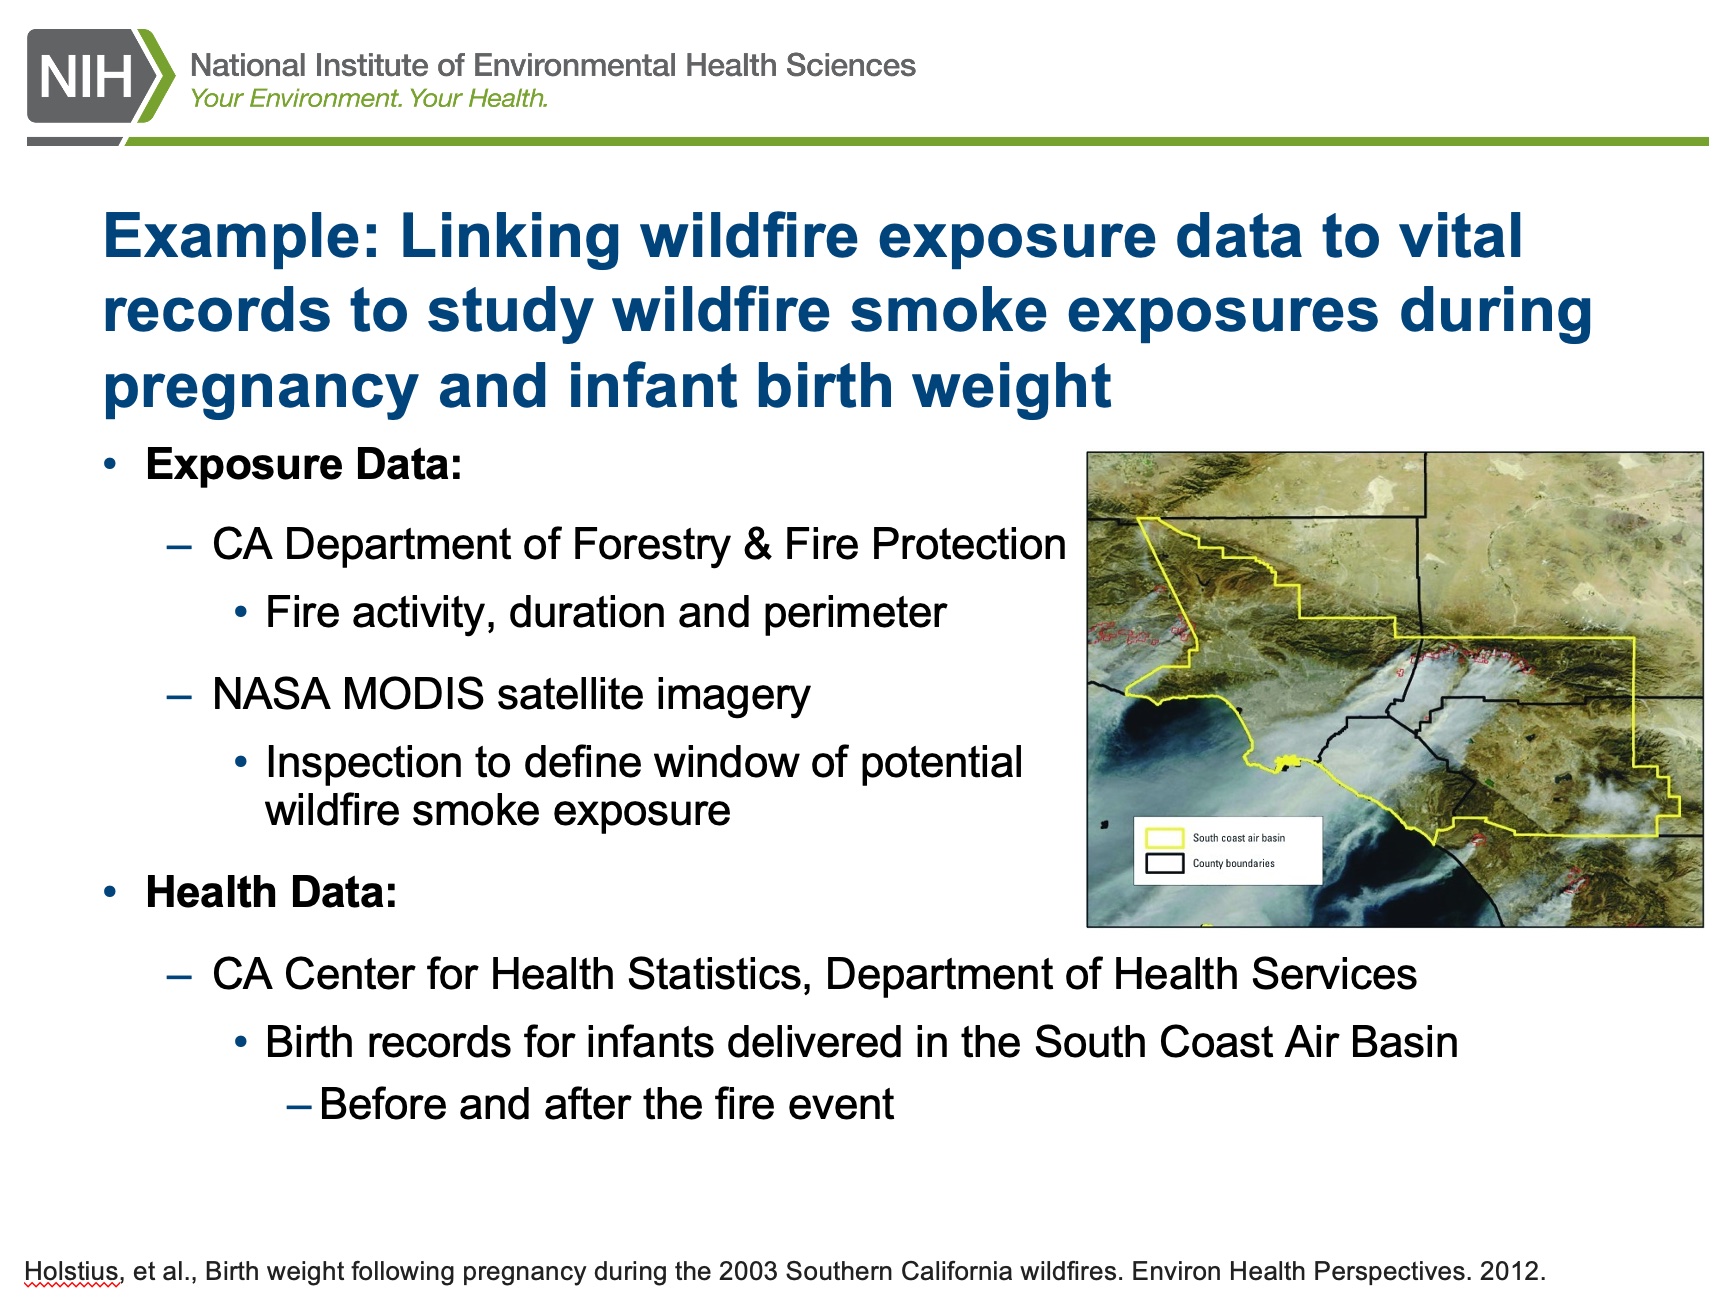 NIH
National Institute of Environmental Health Sciences
Your Environment. Your Health.
Example: Linking wildfire exposure data to vital
records to study wildfire smoke exposures during
pregnancy and infant birth weight
• Exposure Data:
– CA Department of Forestry & Fire Protection
• Fire activity, duration and perimeter
– NASA MODIS satellite imagery
• Inspection to define window of potential
wildfire smoke exposure
South coast air basin
County boundaries
• Health Data:
– CA Center for Health Statistics, Department of Health Services
• Birth records for infants delivered in the South Coast Air Basin
– Before and after the fire event
Holstius, et al., Birth weight following pregnancy during the 2003 Southern California wildfires. Environ Health Perspectives. 2012.